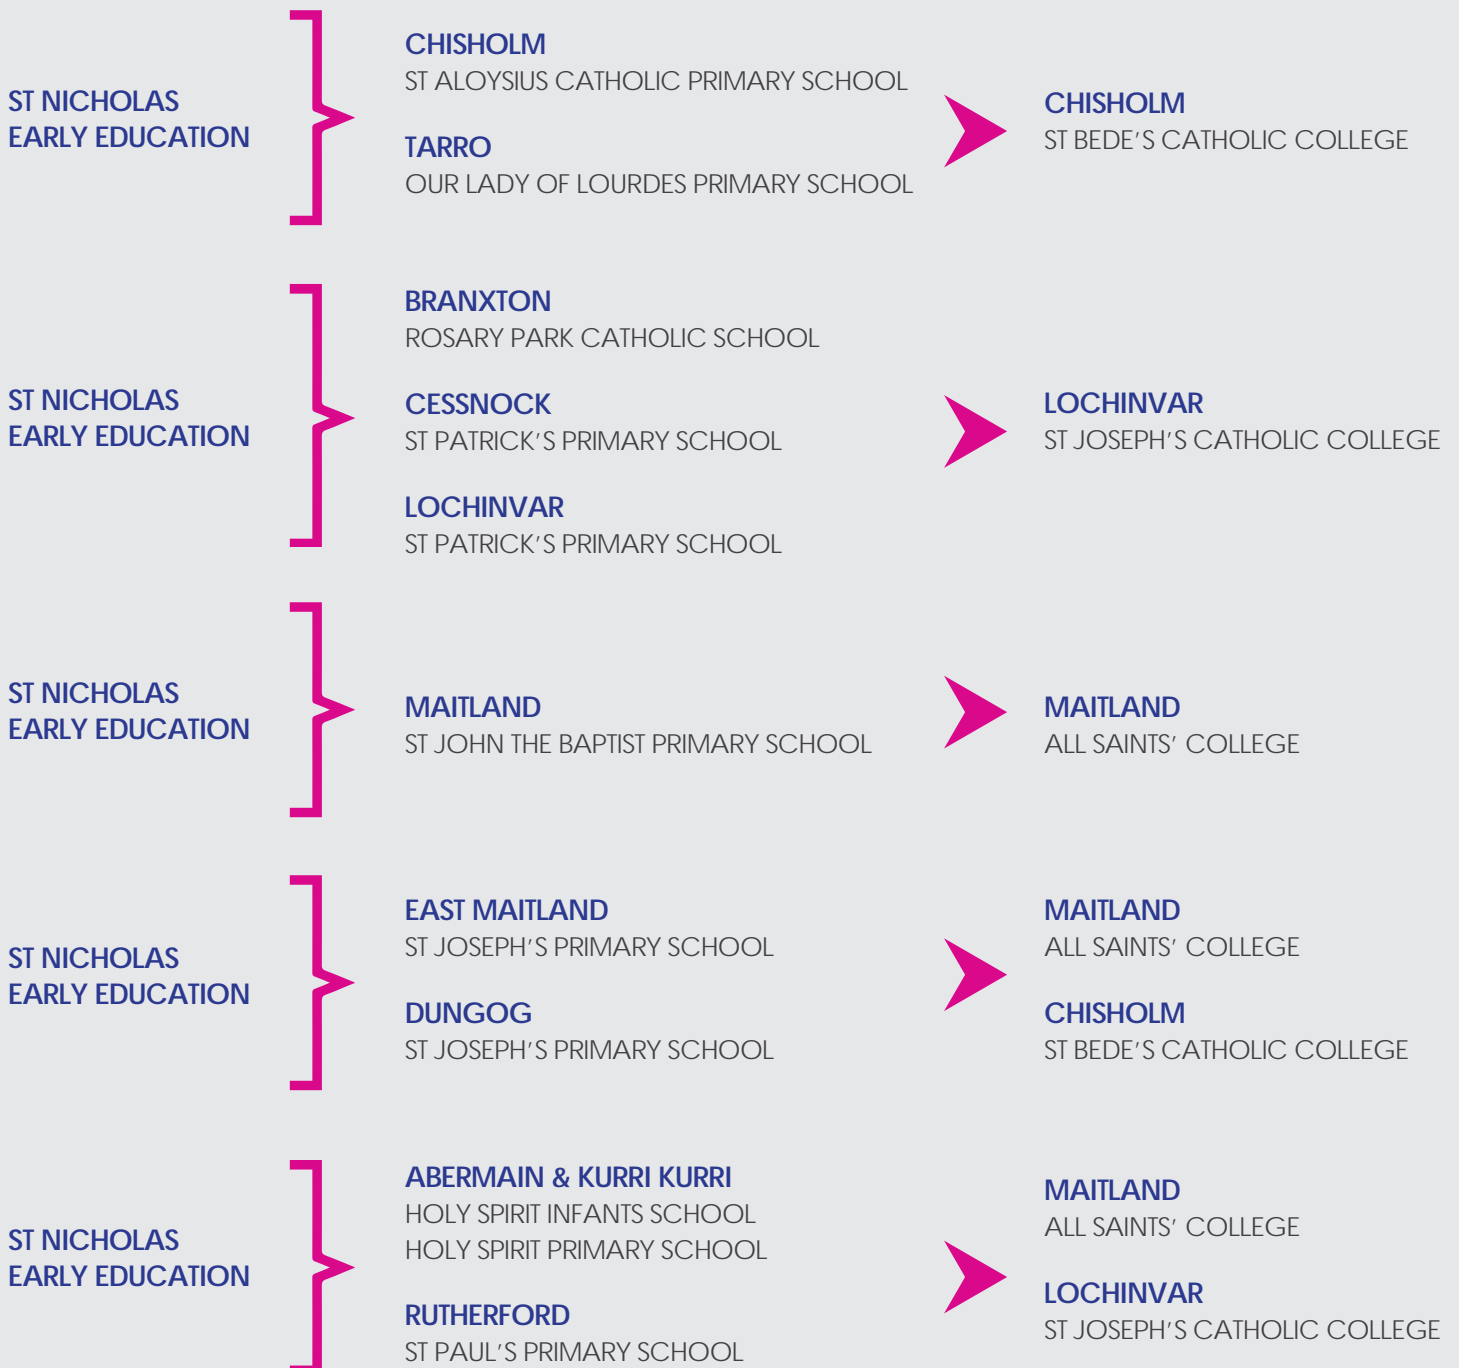 ST NICHOLAS
EARLY EDUCATION
CHISHOLM
ST ALOYSIUS CATHOLIC PRIMARY SCHOOL
TARRO
OUR LADY OF LOURDES PRIMARY SCHOOL
CHISHOLM
ST BEDE’S CATHOLIC COLLEGE
ST NICHOLAS
EARLY EDUCATION
BRANXTON
ROSARY PARK CATHOLIC SCHOOL
CESSNOCK
ST PATRICK’S PRIMARY SCHOOL
LOCHINVAR
ST PATRICK’S PRIMARY SCHOOL
LOCHINVAR
ST JOSEPH’S CATHOLIC COLLEGE
ST NICHOLAS
EARLY EDUCATION
MAITLAND
ST JOHN THE BAPTIST PRIMARY SCHOOL
MAITLAND
ALL SAINTS’ COLLEGE
ST NICHOLAS
EARLY EDUCATION
EAST MAITLAND
ST JOSEPH’S PRIMARY SCHOOL
DUNGOG
ST JOSEPH’S PRIMARY SCHOOL
MAITLAND
ALL SAINTS’ COLLEGE
CHISHOLM
ST BEDE’S CATHOLIC COLLEGE
ST NICHOLAS
EARLY EDUCATION
ABERMAIN & KURRI KURRI
HOLY SPIRIT INFANTS SCHOOL
HOLY SPIRIT PRIMARY SCHOOL
RUTHERFORD
ST PAUL’S PRIMARY SCHOOL
MAITLAND
ALL SAINTS’ COLLEGE
LOCHINVAR
ST JOSEPH’S CATHOLIC COLLEGE